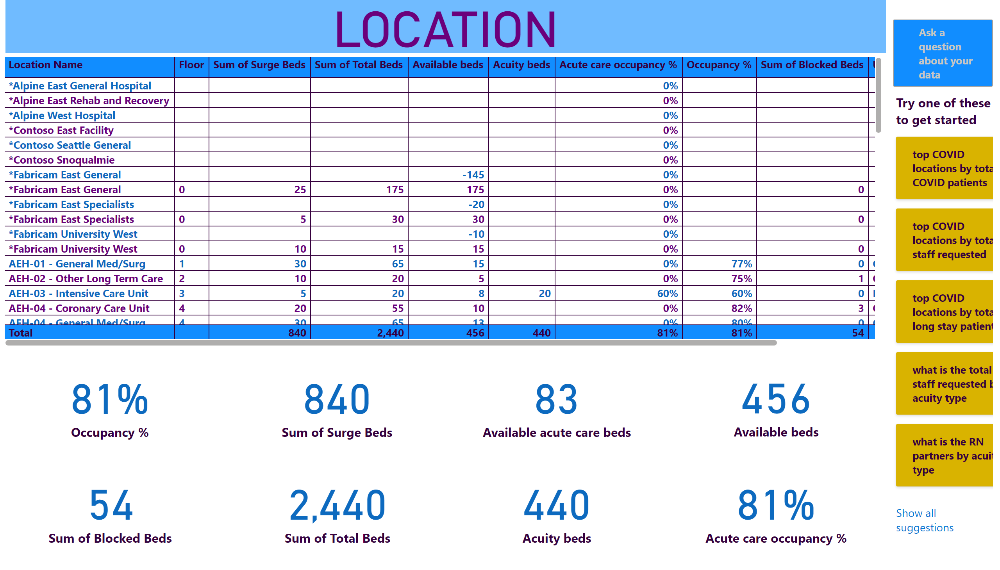 LOCATION
Location Name Floor Sum of Surge Beds Sum of Total Beds Available beds Acuity beds Acute care occupancy % Occupancy % Sum of Blocked Beds
*Alpine East General Hospital 0%
*Alpine East Rehab and Recovery 0%
*Alpine West Hospital 0%
*Contoso East Facility 0%
*Contoso Seattle General 0%
*Contoso Snoqualmie 0%
*Fabricam East General -145 0%
*Fabricam East General 0 25 175 175 0% 0
*Fabricam East Specialists -20 0%
*Fabricam East Specialists 0 5 30 30 0% 0
*Fabricam University West -10 0%
*Fabricam University West 0 10 15 15 0% 0
AEH-01 - General Med/Surg 1 30 65 15 0% 77% 0
AEH-02 - Other Long Term Care 2 10 20 5 0% 75% 1
AEH-03 - Intensive Care Unit 3 5 20 8 20 60% 60% 0
AEH-04 - Coronary Care Unit 4 20 55 10 0% 82% 3
AEH-04 - General Med/Surg 4 30 65 13 0% 80% 0
Total 840 2,440 456 440 81% 81% 54
81%
Occupancy %
840
Sum of Surge Beds
83
Available acute care beds
456
Available beds
54
Sum of Blocked Beds
2,440
Sum of Total Beds
440
Acuity beds
81%
Acute care occupancy %
Ask a
question
about your
data
Try one of these
to get started
top COVID
locations by tota
COVID patients
top COVID
locations by tota
staff requested
top COVID
locations by tota
long stay patient
what is the total
staff requested b
acuity type
what is the RN
partners by acuit
type
Show all
suggestions